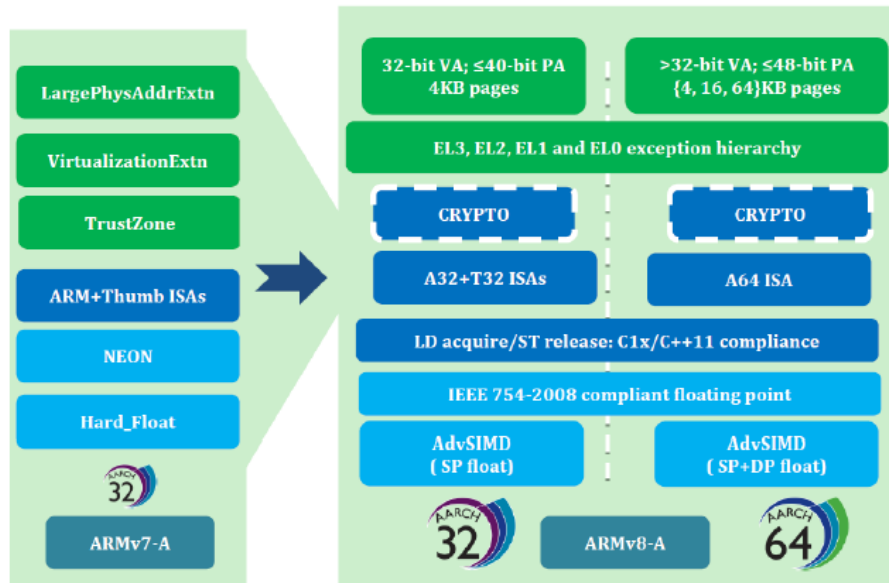 LargePhysAddrExtn
VirtualizationExtn
TrustZone
ARM+Thumb ISAs
NEON
Hard_Float
AARCH
32
ARMv7-A
32-bit VA; ≤40-bit PA
4KB pages
>32-bit VA; ≤48-bit PA
{4, 16, 64}KB pages
EL3, EL2, EL1 and EL0 exception hierarchy
CRYPTO
CRYPTO
A32+T32 ISAs
A64 ISA
LD acquire/ST release: C1x/C++11 compliance
IEEE 754-2008 compliant floating point
AdvSIMD
( SP float)
AdvSIMD
( SP+DP float)
AARCH
32
ARMv8-A
AARCH
64